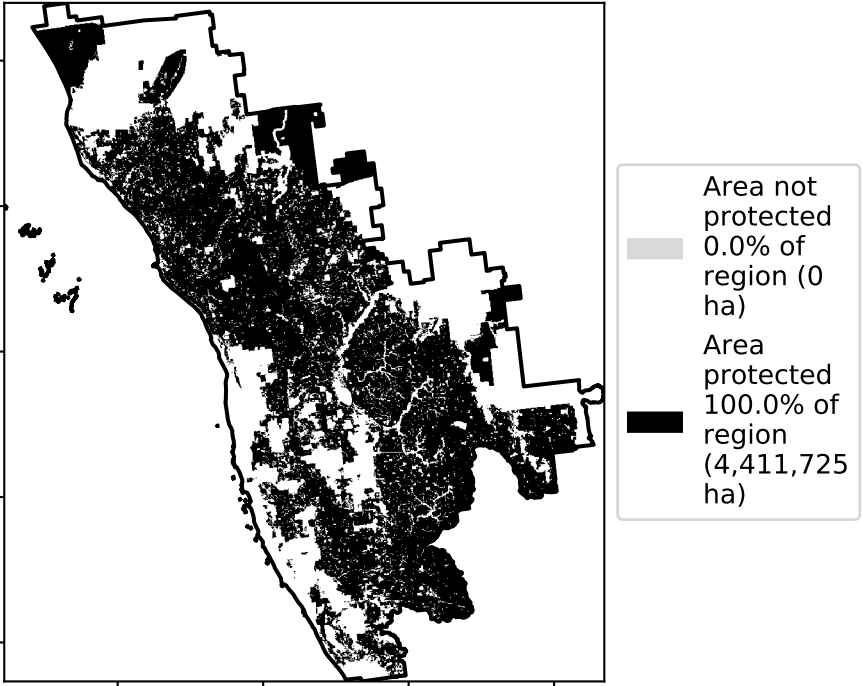 Area not
protected
0.0% of
region (0
ha)
Area
protected
100.0% of
region
(4,411,725
ha)